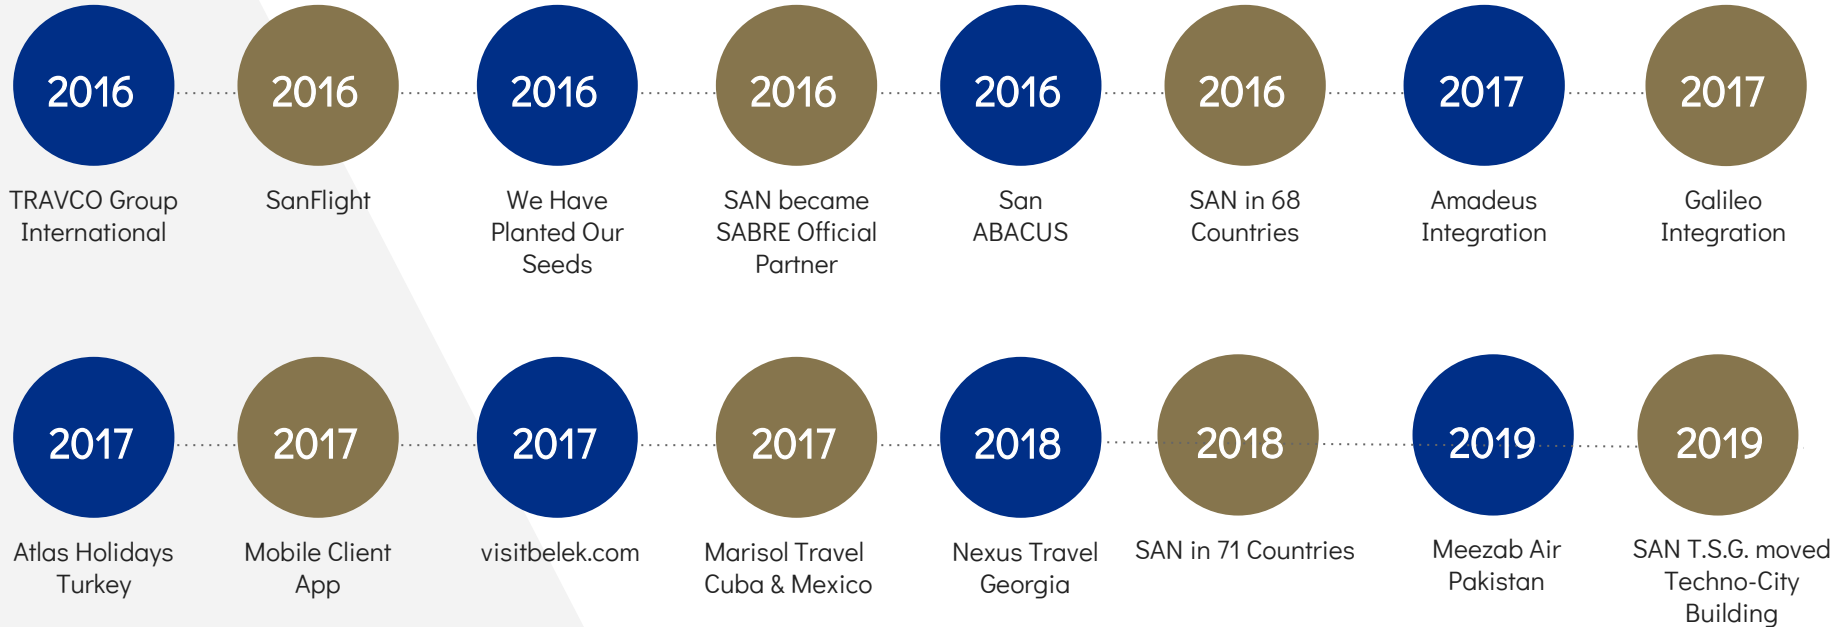 2016
TRAVCO Group
International
2016
SanFlight
2016
We Have
Planted Our
Seeds
2016
SAN became
SABRE Official
Partner
2016
San
ABACUS
2016
SAN in 68
Countries
2017
Amadeus
Integration
2017
Galileo
Integration
2017
Atlas Holidays
Turkey
2017
Mobile Client
App
2017
visitbelek.com
2017
Marisol Travel
Cuba & Mexico
2018
Nexus Travel
Georgia
2018
SAN in 71 Countries
2019
Meezab Air
Pakistan
2019
SAN T.S.G. moved
Techno-City
Building